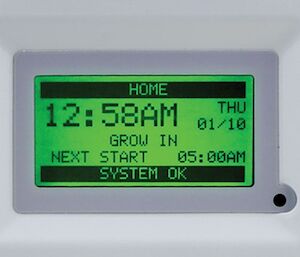 HOME
12:58AM THU
01/10
GROW IN
NEXT START 05:00AM
SYSTEM OK